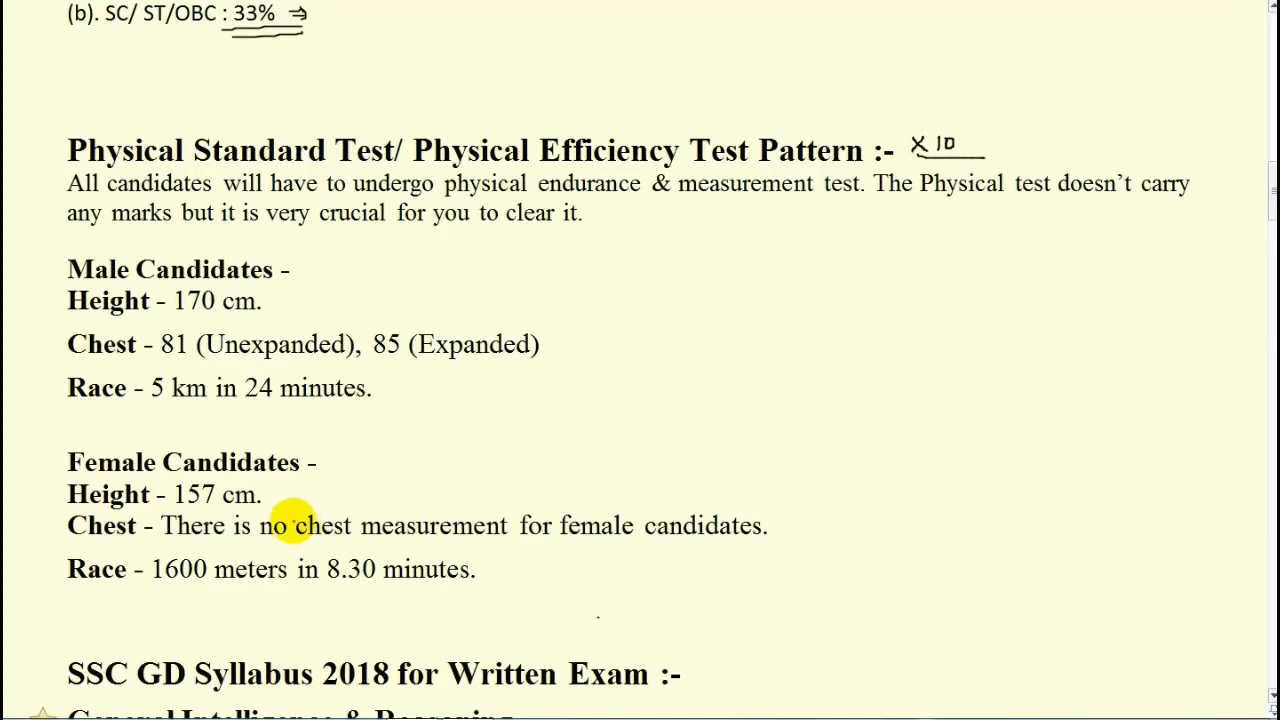 (b). SC/ ST/OBC : 33% ⇒
Physical Standard Test/ Physical Efficiency Test Pattern :- X 10
All candidates will have to undergo physical endurance & measurement test. The Physical test doesn’t carry
any marks but it is very crucial for you to clear it.
Male Candidates -
Height - 170 cm.
Chest - 81 (Unexpanded), 85 (Expanded)
Race - 5 km in 24 minutes.
Female Candidates -
Height - 157 cm.
Chest - There is no chest measurement for female candidates.
Race - 1600 meters in 8.30 minutes.
SSC GD Syllabus 2018 for Written Exam :-
General Intelligence & Reasoning